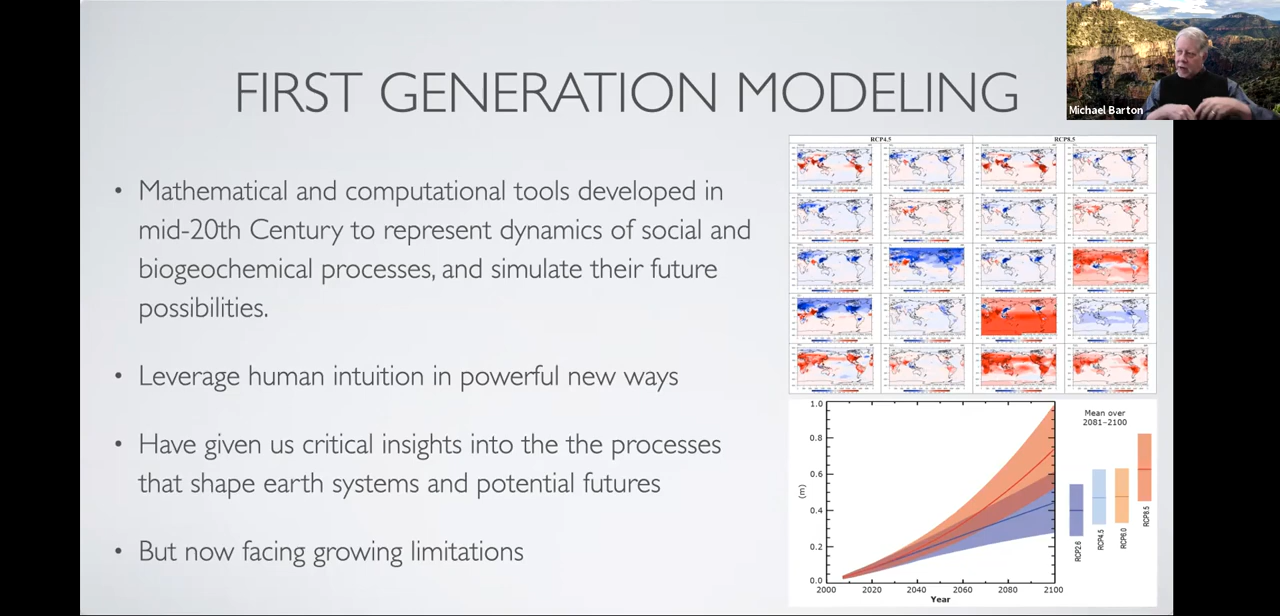 FIRST GENERATION MODELING
Michael Barton
• Mathematical and computational tools developed in
mid-20th Century to represent dynamics of social and
biogeochemical processes, and simulate their future
possibilities.
• Leverage human intuition in powerful new ways
• Have given us critical insights into the the processes
that shape earth systems and potential futures
• But now facing growing limitations
RCP4.5 RCP8.5
1.0
0.8
0.6
0.4
0.2
0.0
(m)
2000 2020 2040 2060 2080 2100
Year
Mean over
2081–2100
RCP2.6
RCP4.5
RCP6.0
RCP8.5